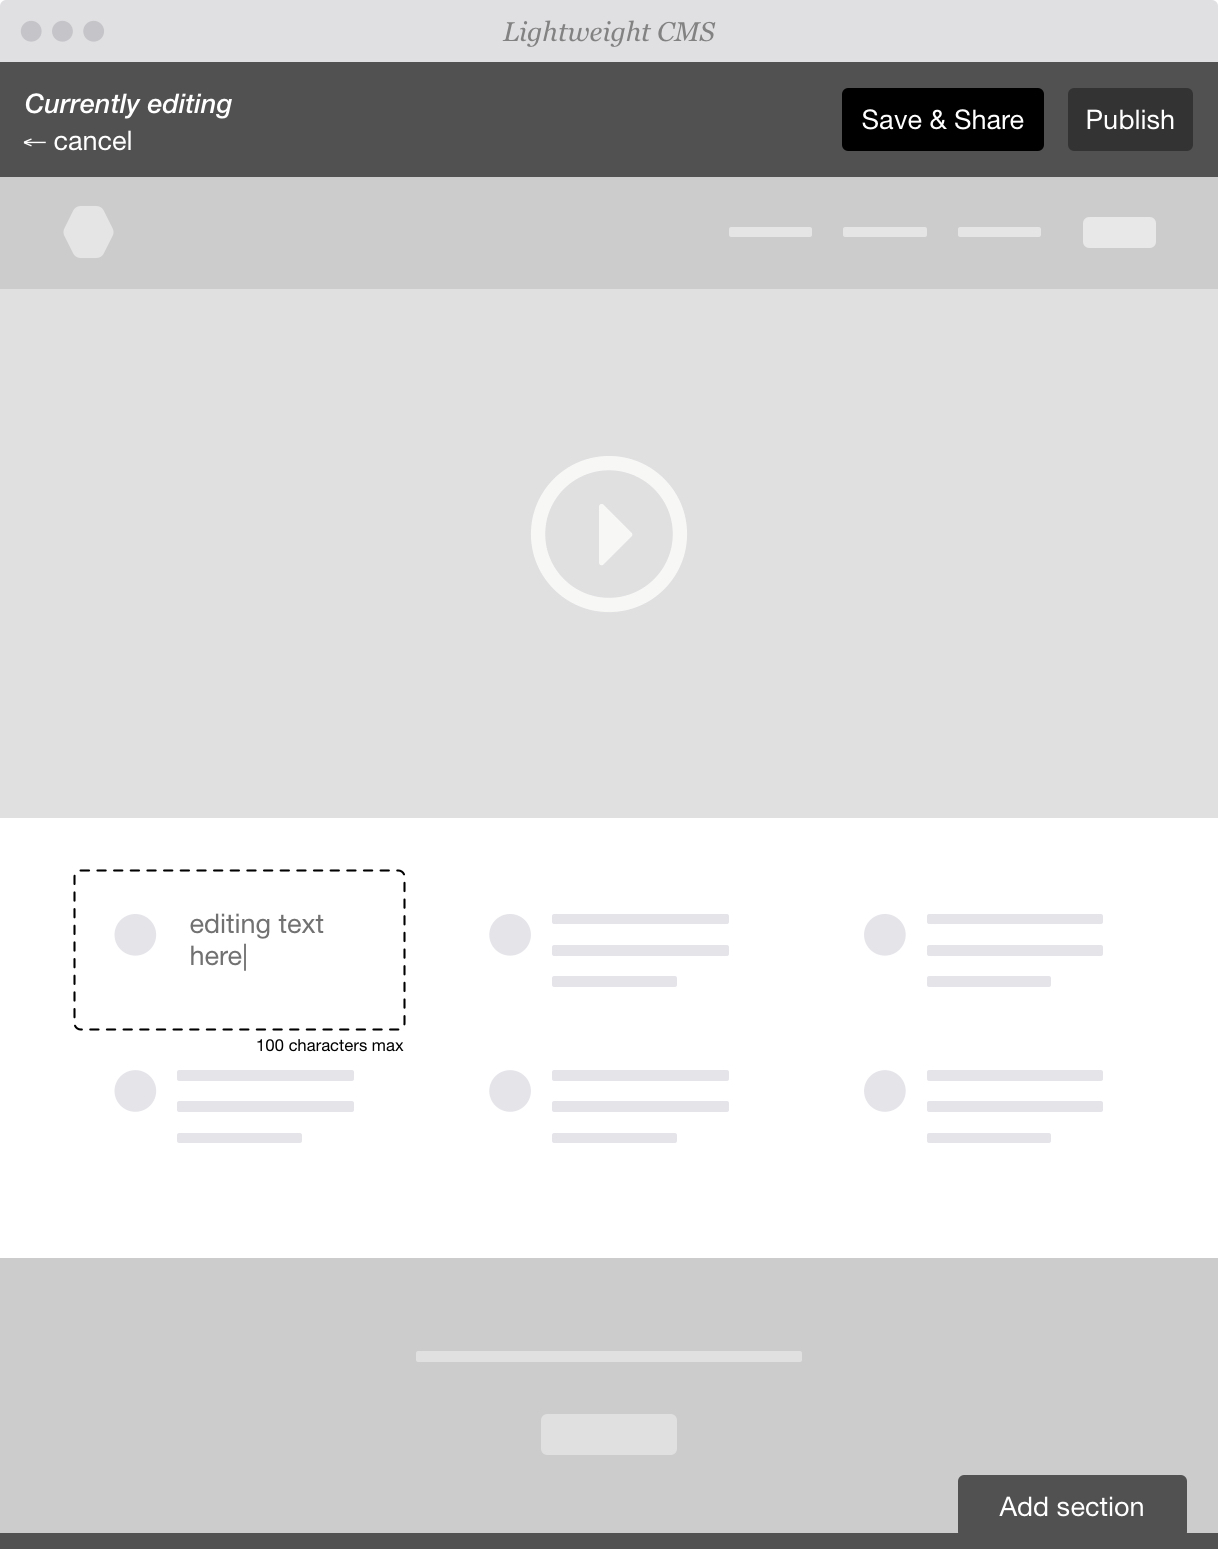 Lightweight CMS
Currently editing
← cancel
Save & Share
Publish
editing text
here
100 characters max
Add section